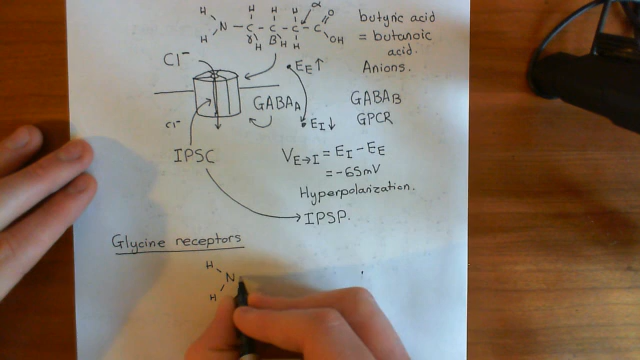 H H H H α O
N - C - C - C - C
H γ H β H H OH
butyric acid
= butanoic
acid.
Anions.
Cl⁻
E_E↑
GABA_A
GABA_B
GPCR
Cl⁻
E_I↓
IPSC
V_E→I = E_I - E_E
= -65mV
Hyperpolarization.
IPSP.
Glycine receptors
H
N
H